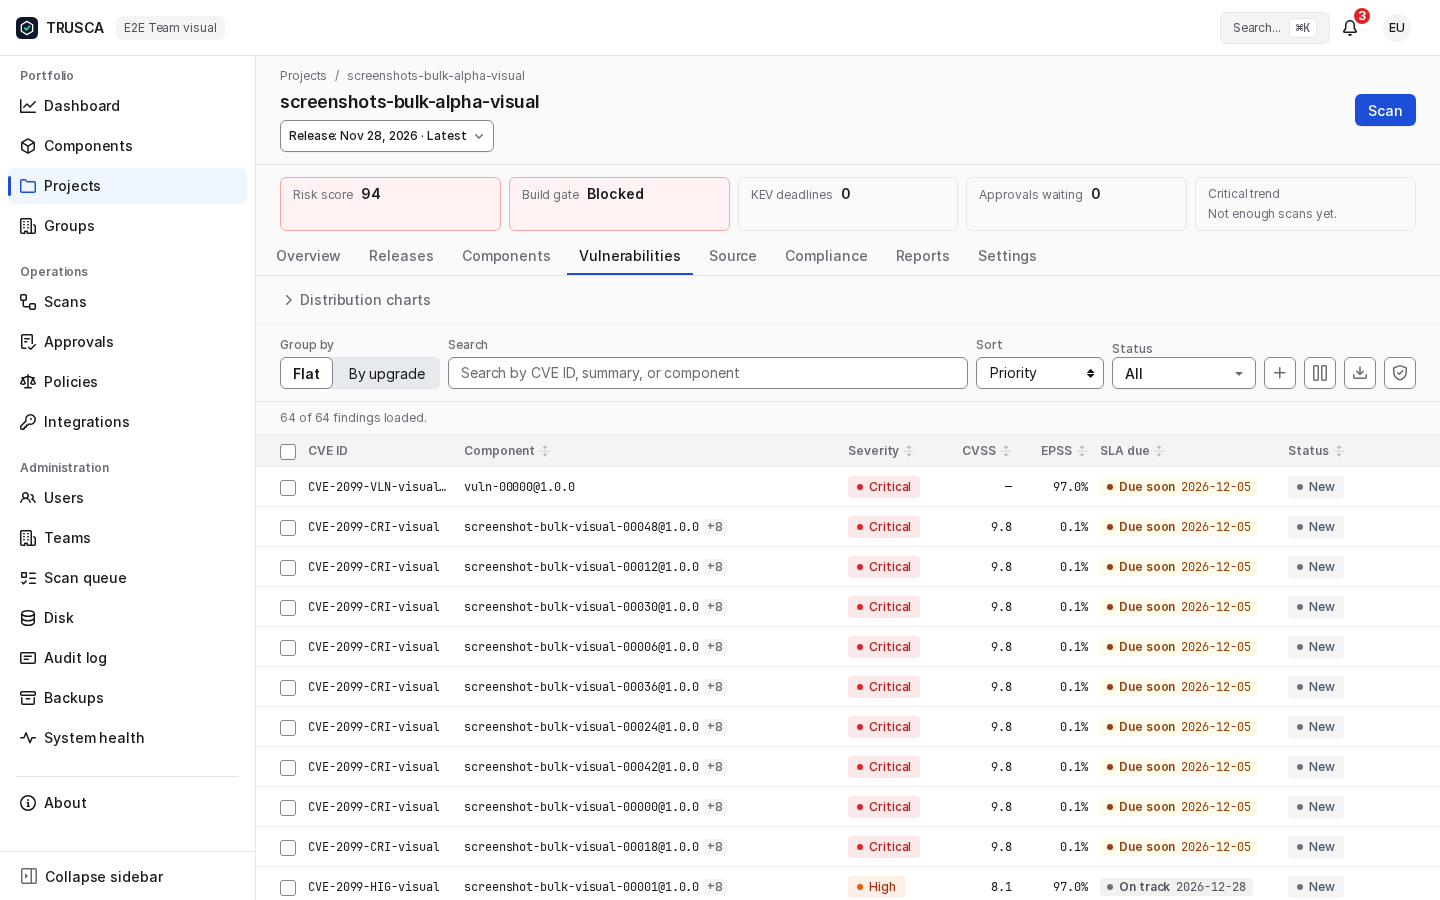 TRUSCA E2E Team visual Search... ⌘K 3 EU
Portfolio
Dashboard
Components
Projects
Groups
Operations
Scans
Approvals
Policies
Integrations
Administration
Users
Teams
Scan queue
Disk
Audit log
Backups
System health
About
Collapse sidebar
Projects / screenshots-bulk-alpha-visual
screenshots-bulk-alpha-visual
Release: Nov 28, 2026 · Latest
Scan
Risk score 94
Build gate Blocked
KEV deadlines 0
Approvals waiting 0
Critical trend
Not enough scans yet.
Overview Releases Components Vulnerabilities Source Compliance Reports Settings
Distribution charts
Group by Search Sort Status
Flat By upgrade Search by CVE ID, summary, or component Priority All
64 of 64 findings loaded.
CVE ID Component Severity CVSS EPSS SLA due Status
CVE-2099-VLN-visual… vuln-00000@1.0.0 Critical — 97.0% Due soon 2026-12-05 New
CVE-2099-CRI-visual screenshot-bulk-visual-00048@1.0.0 +8 Critical 9.8 0.1% Due soon 2026-12-05 New
CVE-2099-CRI-visual screenshot-bulk-visual-00012@1.0.0 +8 Critical 9.8 0.1% Due soon 2026-12-05 New
CVE-2099-CRI-visual screenshot-bulk-visual-00030@1.0.0 +8 Critical 9.8 0.1% Due soon 2026-12-05 New
CVE-2099-CRI-visual screenshot-bulk-visual-00006@1.0.0 +8 Critical 9.8 0.1% Due soon 2026-12-05 New
CVE-2099-CRI-visual screenshot-bulk-visual-00036@1.0.0 +8 Critical 9.8 0.1% Due soon 2026-12-05 New
CVE-2099-CRI-visual screenshot-bulk-visual-00024@1.0.0 +8 Critical 9.8 0.1% Due soon 2026-12-05 New
CVE-2099-CRI-visual screenshot-bulk-visual-00042@1.0.0 +8 Critical 9.8 0.1% Due soon 2026-12-05 New
CVE-2099-CRI-visual screenshot-bulk-visual-00000@1.0.0 +8 Critical 9.8 0.1% Due soon 2026-12-05 New
CVE-2099-CRI-visual screenshot-bulk-visual-00018@1.0.0 +8 Critical 9.8 0.1% Due soon 2026-12-05 New
CVE-2099-HIG-visual screenshot-bulk-visual-00001@1.0.0 +8 High 8.1 97.0% On track 2026-12-28 New